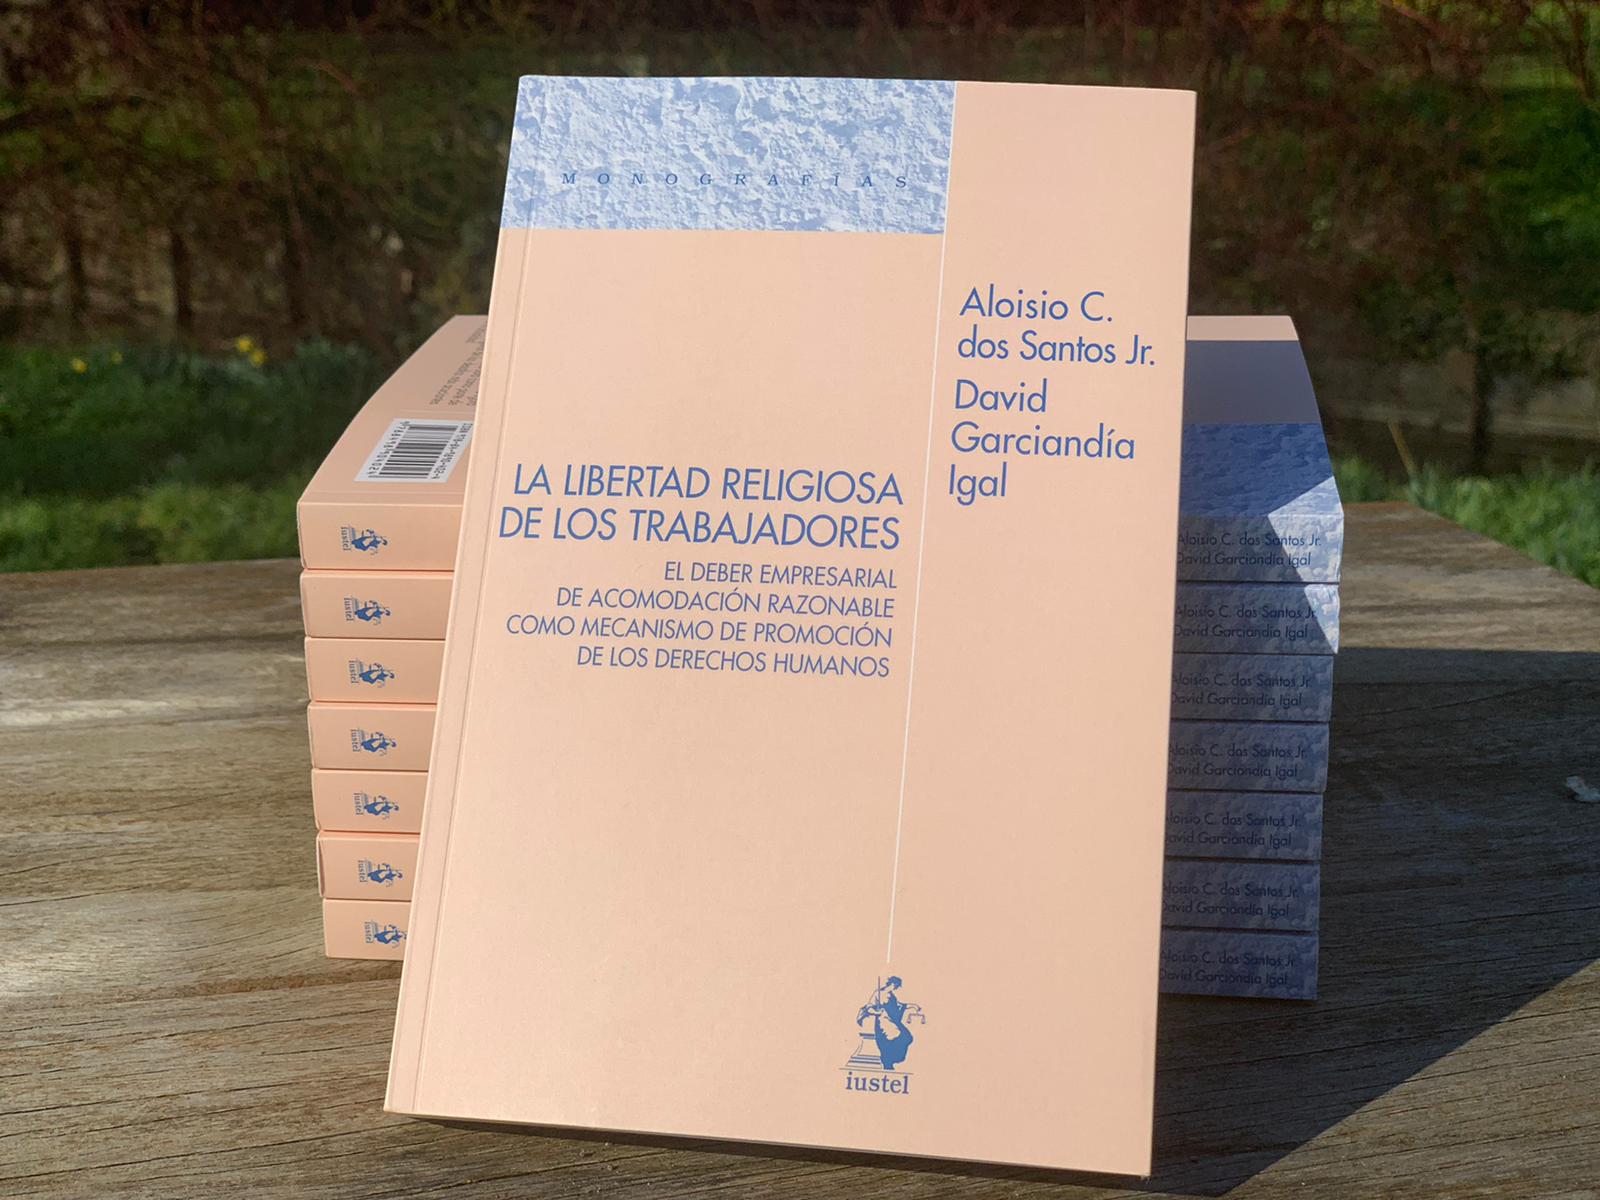 MONOGRAFÍAS
Aloisio C.
dos Santos Jr.
David
Garciandía
Igal
LA LIBERTAD RELIGIOSA
DE LOS TRABAJADORES
EL DEBER EMPRESARIAL
DE ACOMODACIÓN RAZONABLE
COMO MECANISMO DE PROMOCIÓN
DE LOS DERECHOS HUMANOS
iustel
iustel
iustel
iustel
iustel
iustel
iustel
iustel
Aloisio C. dos Santos Jr.
David Garciandía Igal
Aloisio C. dos Santos Jr.
David Garciandía Igal
Aloisio C. dos Santos Jr.
David Garciandía Igal
Aloisio C. dos Santos Jr.
David Garciandía Igal
Aloisio C. dos Santos Jr.
David Garciandía Igal
Aloisio C. dos Santos Jr.
David Garciandía Igal
Aloisio C. dos Santos Jr.
David Garciandía Igal